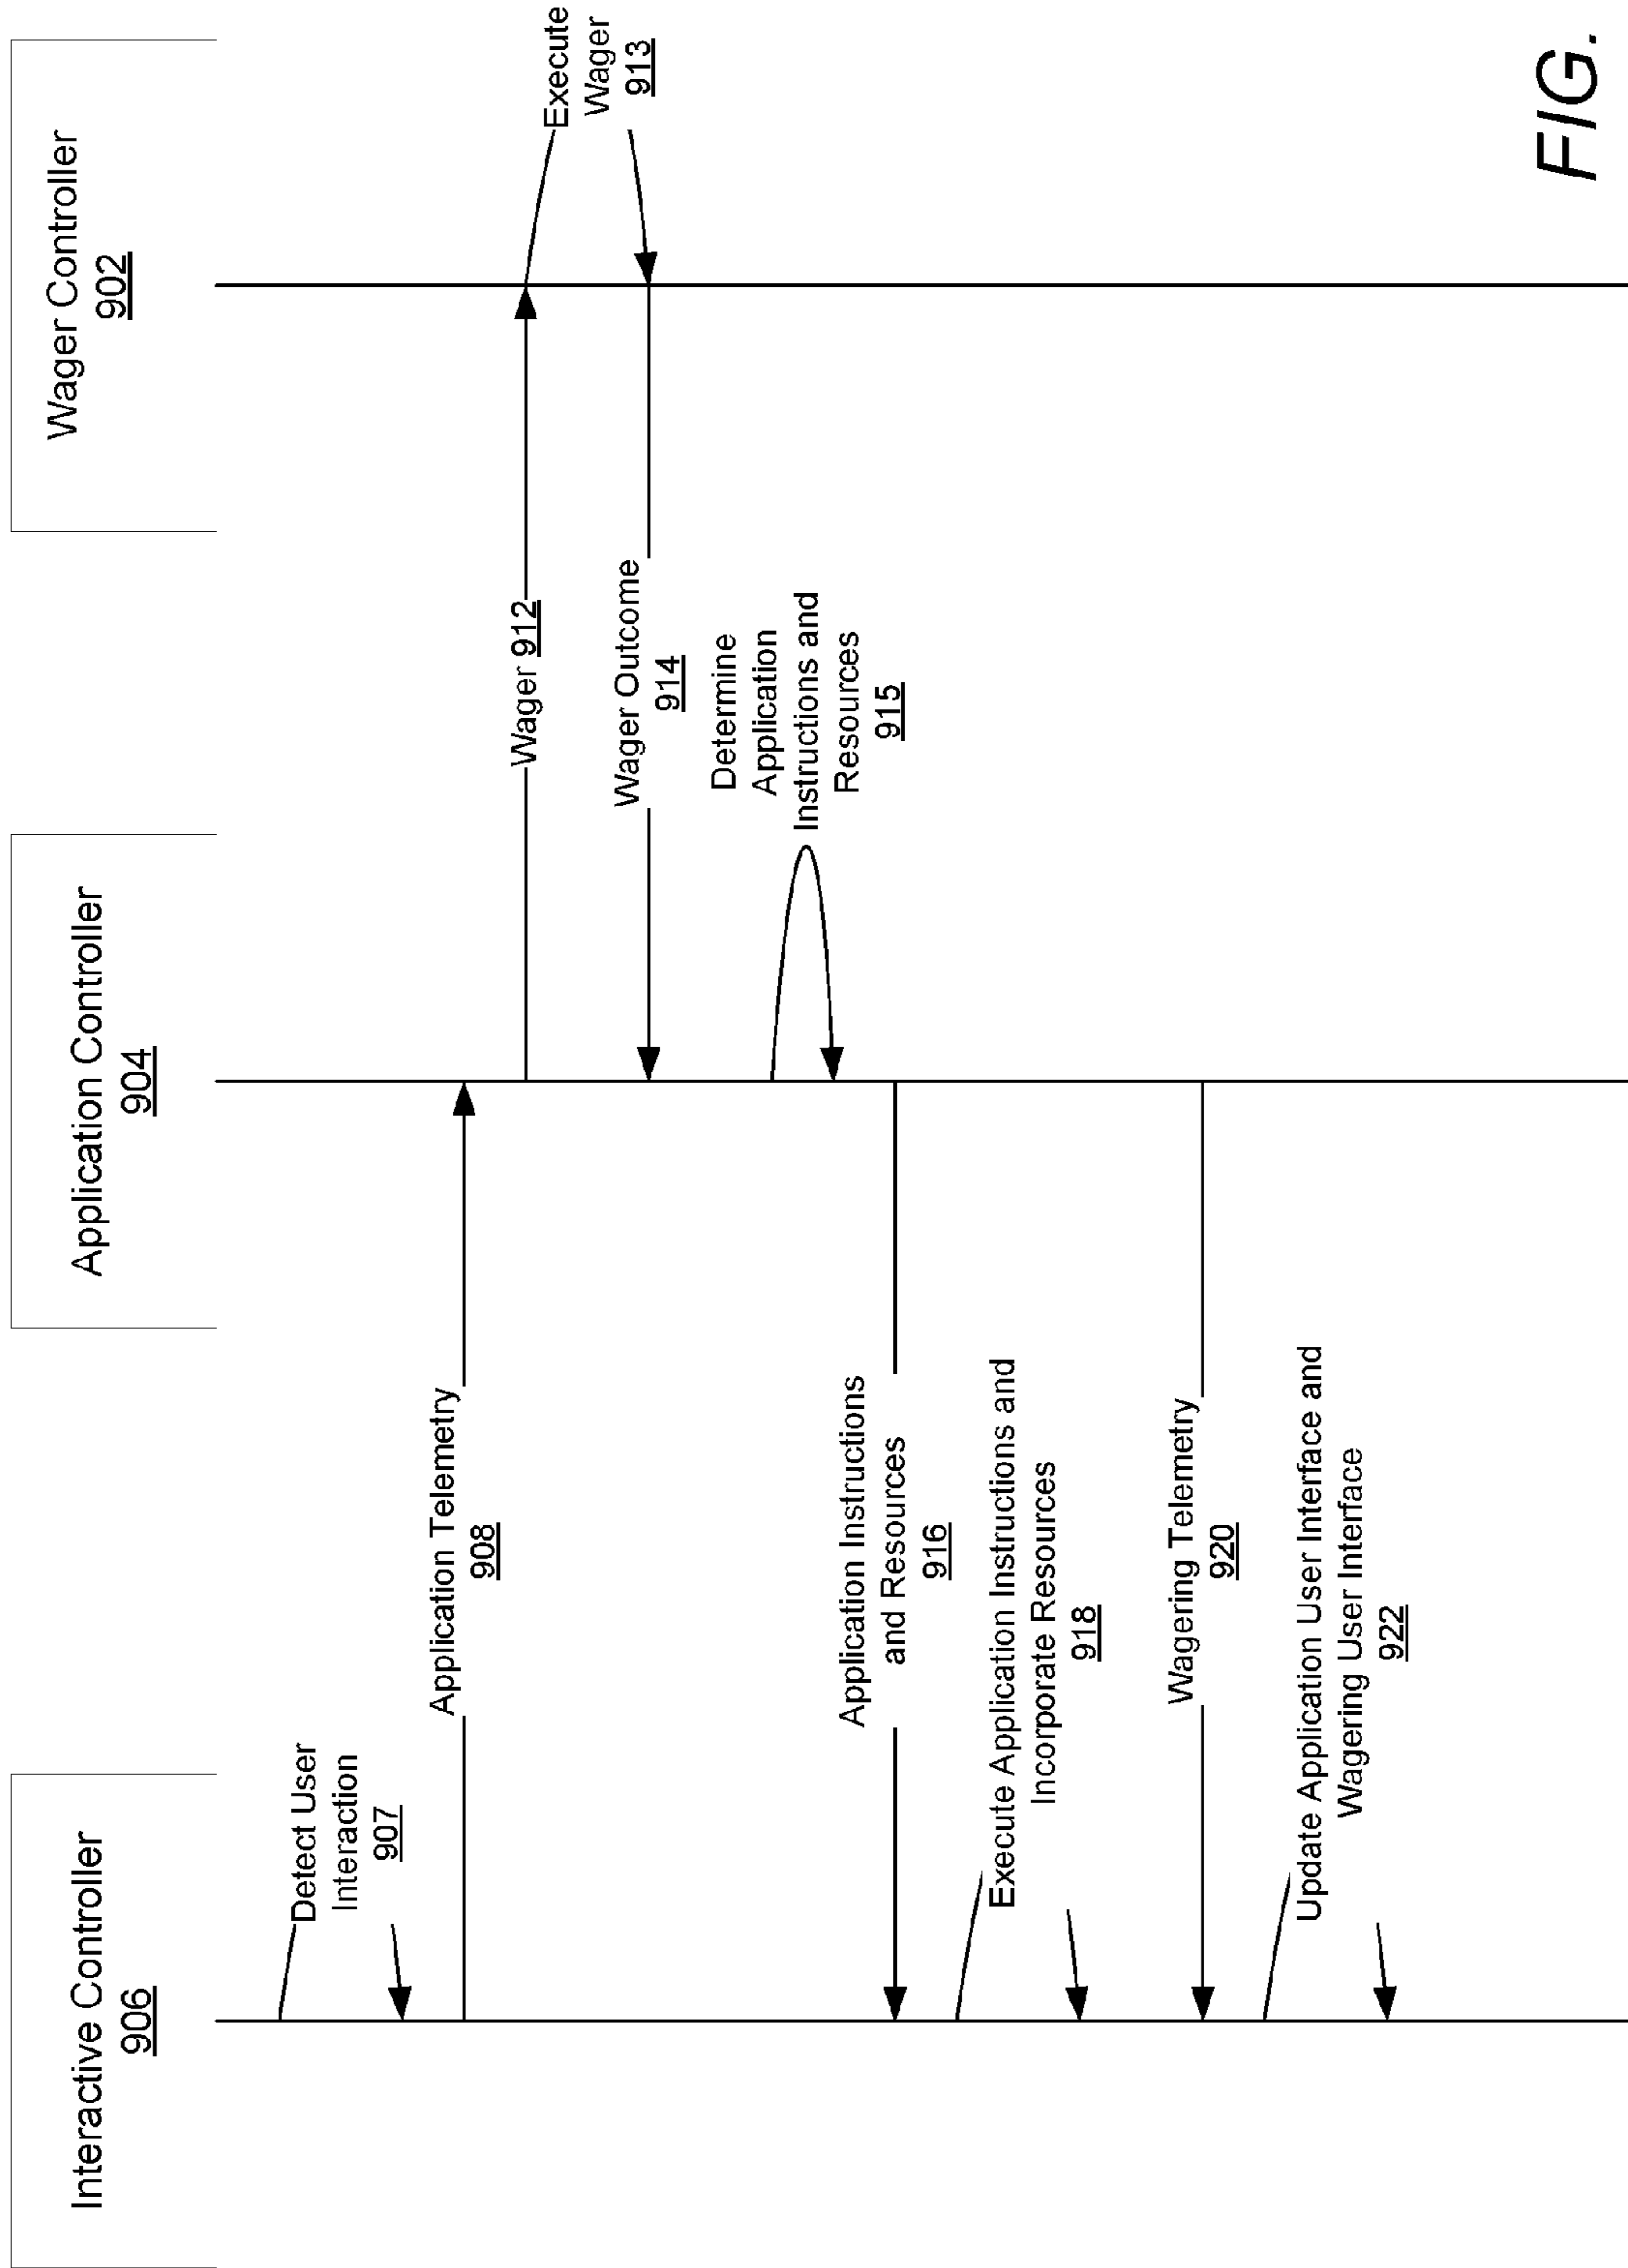 Interactive Controller
906
Application Controller
904
Wager Controller
902
Detect User
Interaction
907
Application Telemetry
908
Wager 912
Execute
Wager
913
Wager Outcome
914
Determine
Application
Instructions and
Resources
915
Application Instructions
and Resources
916
Execute Application Instructions and
Incorporate Resources
918
Wagering Telemetry
920
Update Application User Interface and
Wagering User Interface
922
FIG.